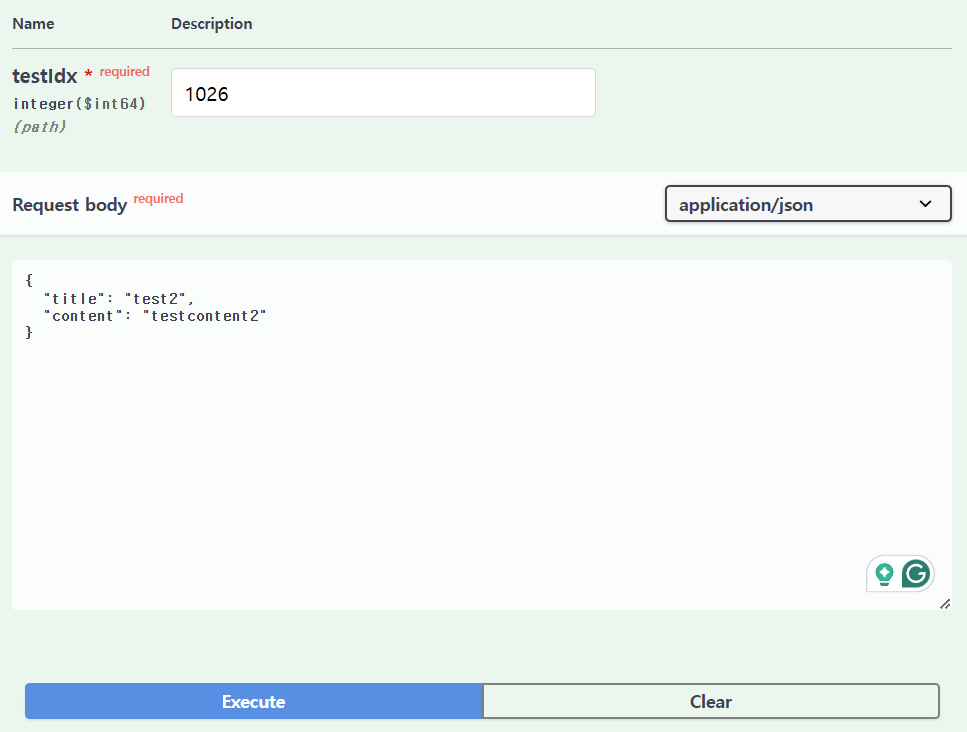 Name Description
testIdx * required
1026
integer($int64)
(path)
Request body required
application/json
{
"title": "test2",
"content": "testcontent2"
}
G
Execute Clear